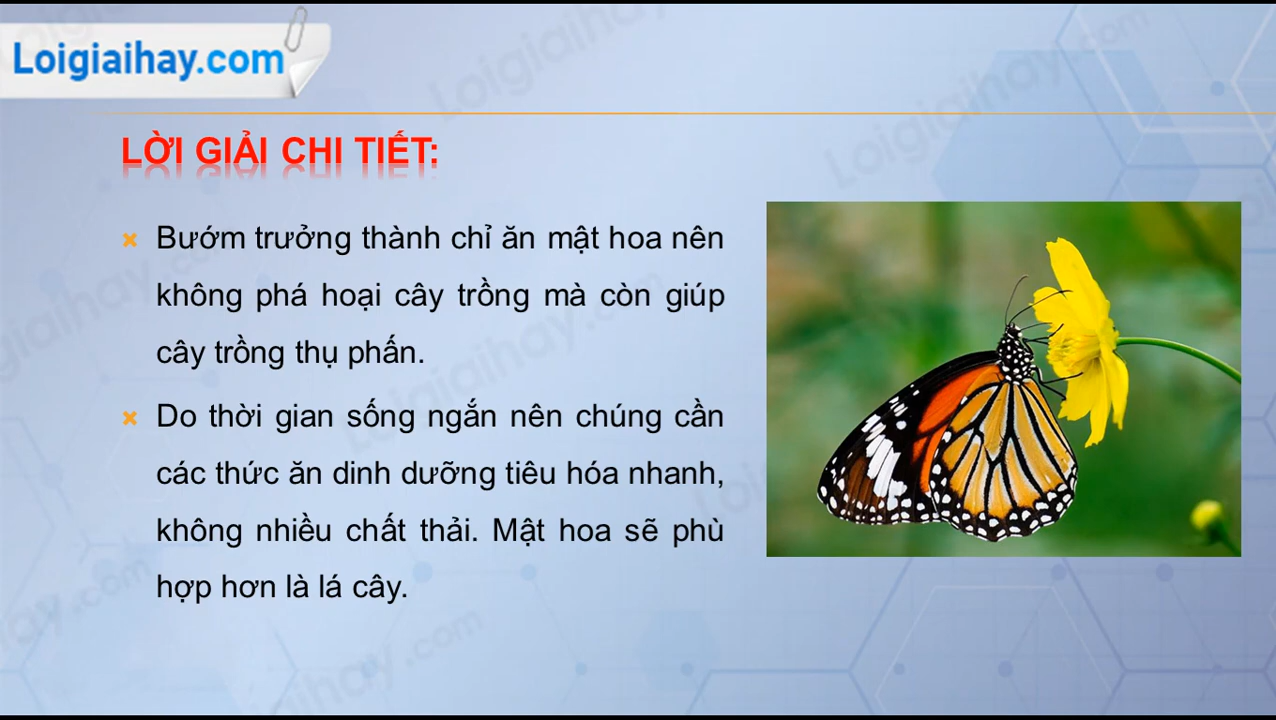 Loigiaihay.com
LỜI GIẢI CHI TIẾT:
Bướm trưởng thành chỉ ăn mật hoa nên
không phá hoại cây trồng mà còn giúp
cây trồng thụ phấn.
Do thời gian sống ngắn nên chúng cần
các thức ăn dinh dưỡng tiêu hóa nhanh,
không nhiều chất thải. Mật hoa sẽ phù
hợp hơn là lá cây.